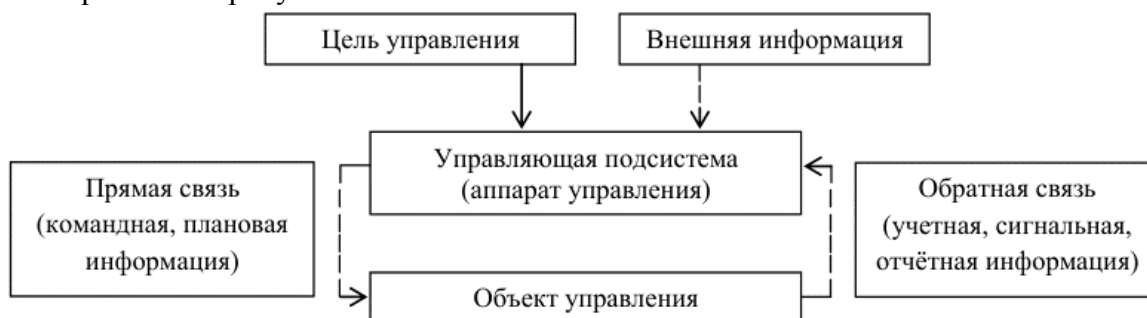 Цель управления
Внешняя информация
Управляющая подсистема
(аппарат управления)
Прямая связь
(командная, плановая
информация)
Обратная связь
(учетная, сигнальная,
отчётная информация)
Объект управления